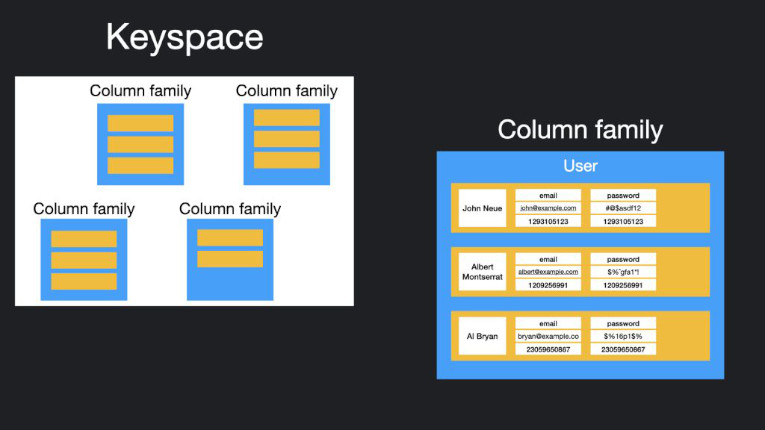 Keyspace
Column family
Column family
Column family
Column family
Column family
User
John Neue
email
john@example.com
1293105123
password
#@$asdf12
1293105123
Albert
Montserrat
email
albert@example.com
1209256991
password
$%`gfa1*!
1209256991
Al Bryan
email
bryan@example.co
23059650867
password
$%16p1$%
23059650867